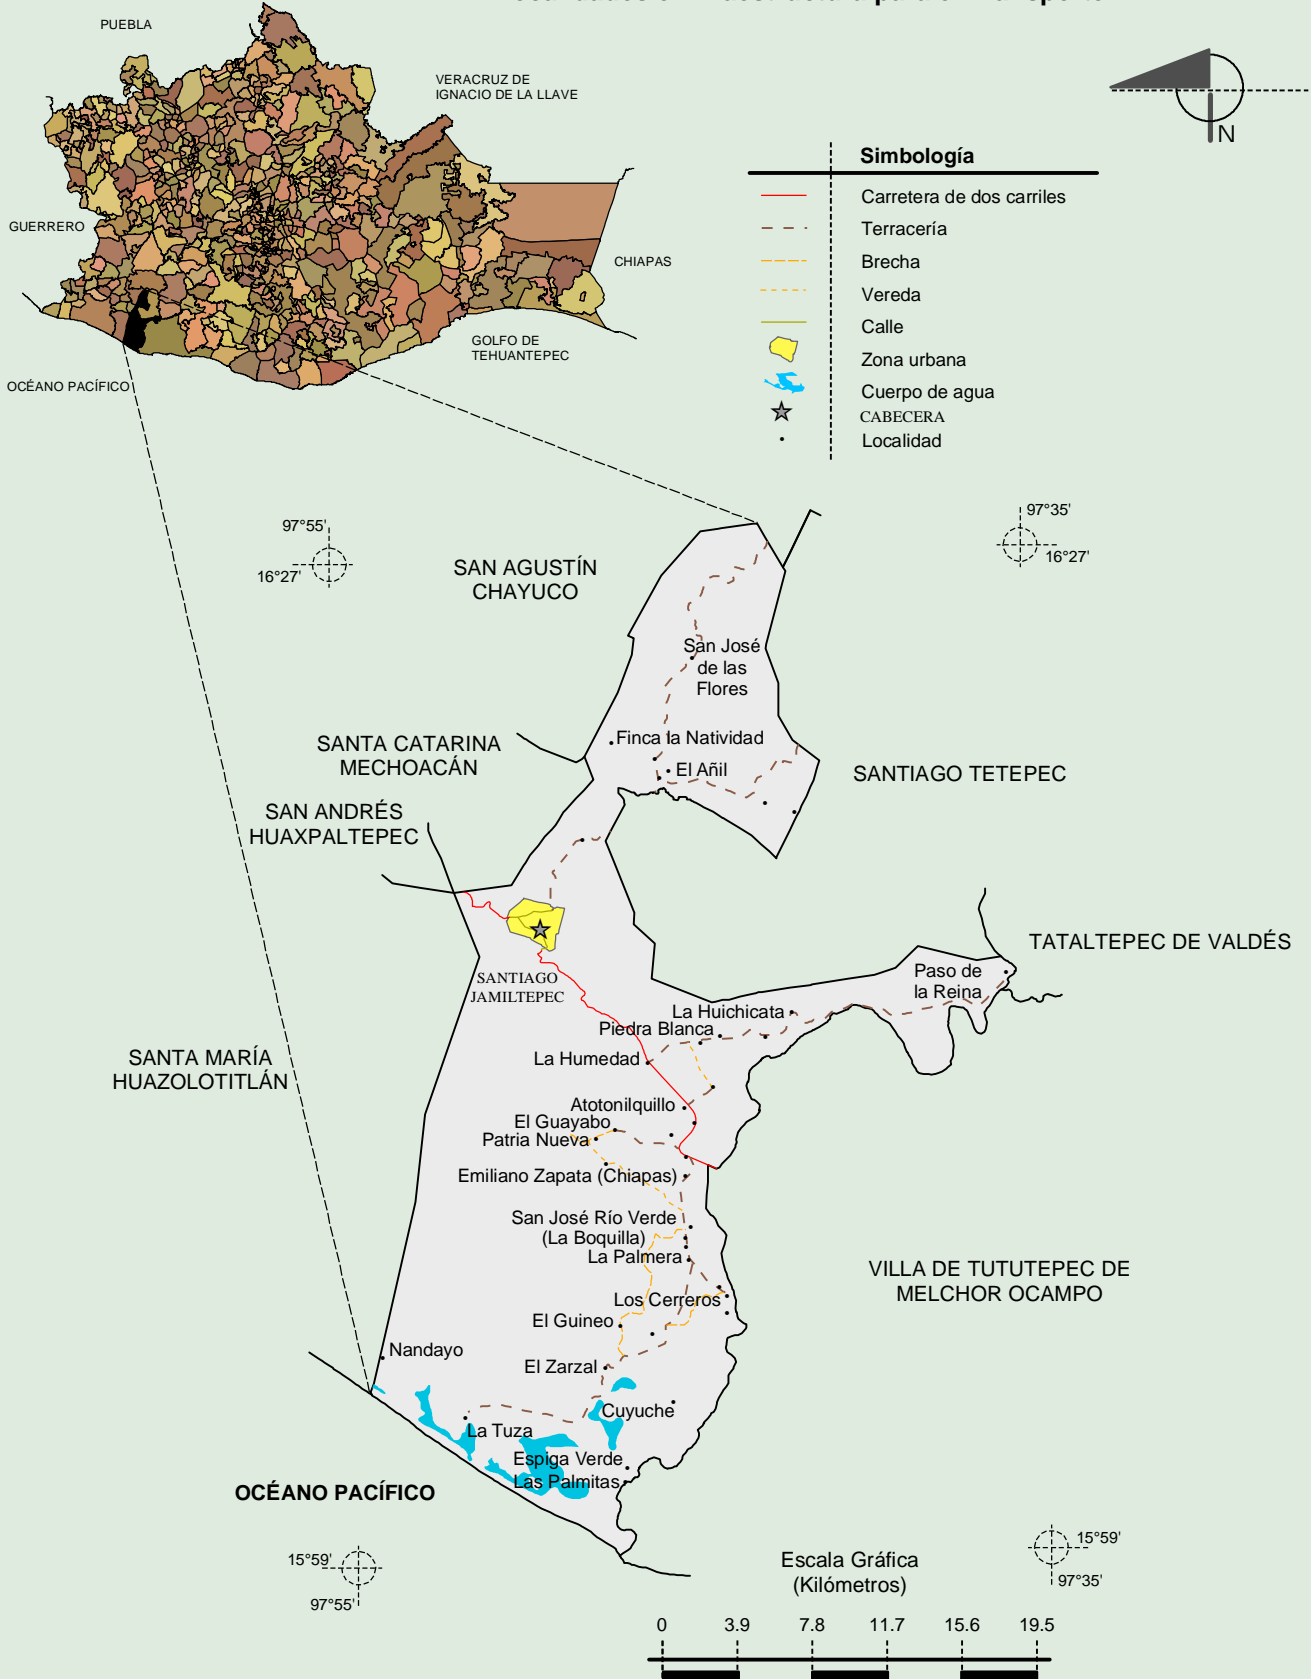 PUEBLA
VERACRUZ DE
IGNACIO DE LA LLAVE
GUERRERO
CHIAPAS
GOLFO DE
TEHUANTEPEC
OCÉANO PACÍFICO
N
Simbología
Carretera de dos carriles
Terracería
Brecha
Vereda
Calle
Zona urbana
Cuerpo de agua
CABECERA
Localidad
97°55'
16°27'
97°35'
16°27'
SAN AGUSTÍN
CHAYUCO
San José
de las
Flores
Finca la Natividad
El Añil
SANTA CATARINA
MECHOACÁN
SANTIAGO TETEPEC
SAN ANDRÉS
HUAXPALTEPEC
TATALTEPEC DE VALDÉS
Paso de
la Reina
SANTIAGO
JAMILTEPEC
La Huichicata
Piedra Blanca
La Humedad
SANTA MARÍA
HUAZOLOTITLÁN
Atotonilquillo
El Guayabo
Patria Nueva
Emiliano Zapata (Chiapas)
San José Río Verde
(La Boquilla)
La Palmera
VILLA DE TUTUTEPEC DE
MELCHOR OCAMPO
Los Cerreros
El Guineo
Nandayo
El Zarzal
Cuyuche
La Tuza
Espiga Verde
Las Palmitas
OCÉANO PACÍFICO
15°59'
97°55'
15°59'
97°35'
Escala Gráfica
(Kilómetros)
0 3.9 7.8 11.7 15.6 19.5